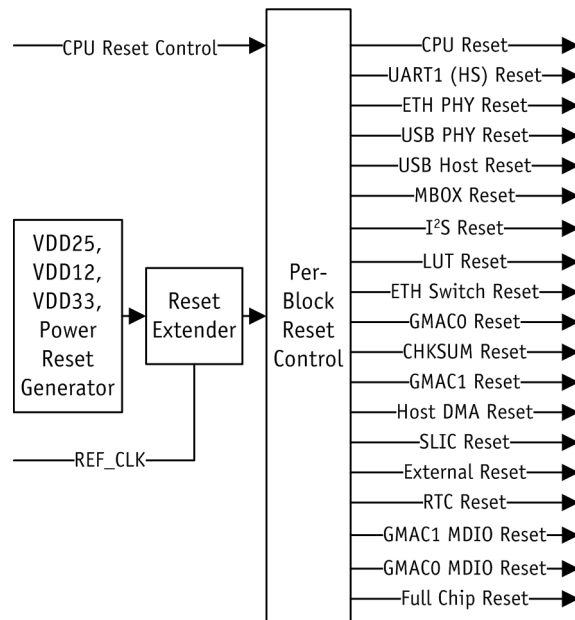 CPU Reset Control
VDD25,
VDD12,
VDD33,
Power
Reset
Generator
Reset
Extender
REF_CLK
Per-
Block
Reset
Control
CPU Reset
UART1 (HS) Reset
ETH PHY Reset
USB PHY Reset
USB Host Reset
MBOX Reset
I²S Reset
LUT Reset
ETH Switch Reset
GMAC0 Reset
CHKSUM Reset
GMAC1 Reset
Host DMA Reset
SLIC Reset
External Reset
RTC Reset
GMAC1 MDIO Reset
GMAC0 MDIO Reset
Full Chip Reset